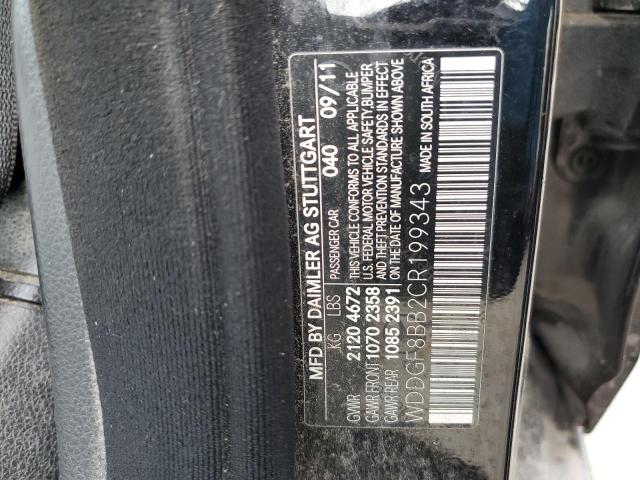 MFD BY DAIMLER AG STUTTGART
PASSENGER CAR 040 09/11
KG LBS
GVWR 2120 4672
GAWR FRONT 1070 2358
GAWR REAR 1085 2391
THIS VEHICLE CONFORMS TO ALL APPLICABLE
U.S. FEDERAL MOTOR VEHICLE SAFETY, BUMPER
AND THEFT PREVENTION STANDARDS IN EFFECT
ON DATE OF MANUFACTURE SHOWN ABOVE
WDDGF8BB2CR199343 MADE IN SOUTH AFRICA